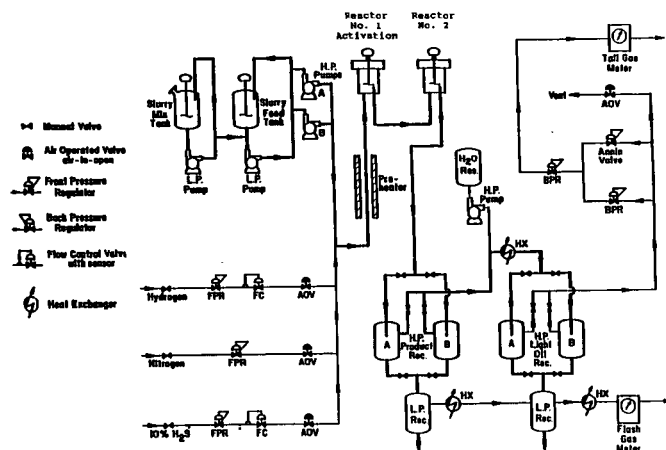 Reactor
No. 1
Activation
Reactor
No. 2
H.P.
Pumps
A
B
Slurry
Mix
Tank
Slurry
Feed
Tank
L.P.
Pump
L.P.
Pump
Pre-
heater
H2O
Res.
H.P.
Pump
HX
Tail Gas
Meter
Vent
AOV
Annin
Valve
BPR
BPR
Manual Valve
Air Operated Valve
air-to-open
Front Pressure
Regulator
Back Pressure
Regulator
Flow Control Valve
with sensor
Heat Exchanger
Hydrogen
FPR
FC
AOV
Nitrogen
FPR
AOV
10% H2S
FPR
FC
AOV
A
H.P.
Product
Rec.
B
A
H.P.
Light
Oil Rec.
B
L.P.
Rec.
HX
L.P.
Rec.
HX
Flash Gas
Meter